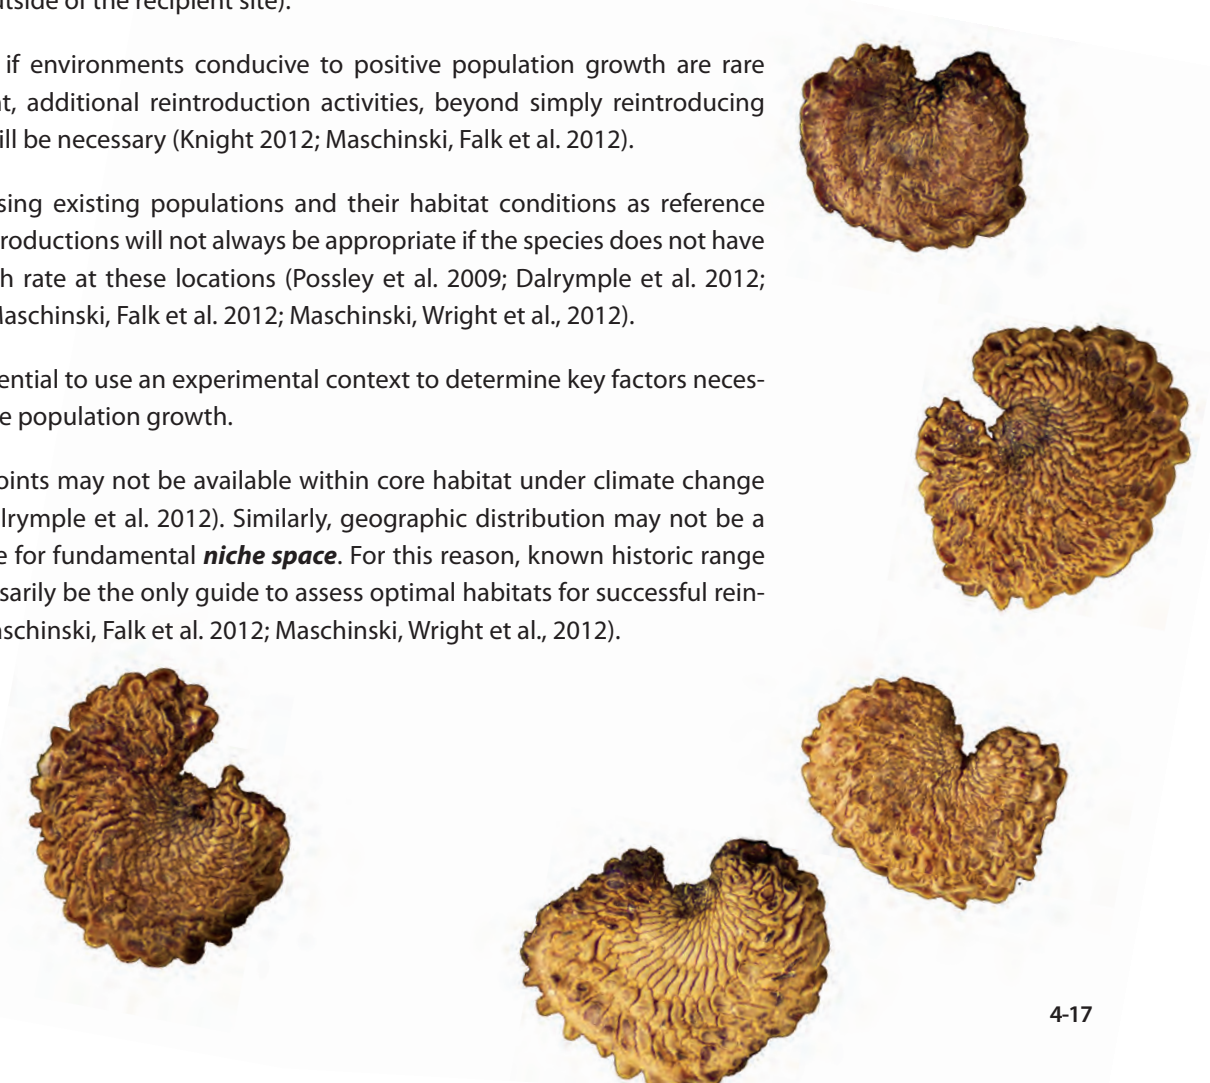 utside of the recipient site).
if environments conducive to positive population growth are rare
t, additional reintroduction activities, beyond simply reintroducing
ill be necessary (Knight 2012; Maschinski, Falk et al. 2012).
sing existing populations and their habitat conditions as reference
roductions will not always be appropriate if the species does not have
h rate at these locations (Possley et al. 2009; Dalrymple et al. 2012;
Maschinski, Falk et al. 2012; Maschinski, Wright et al., 2012).
ential to use an experimental context to determine key factors neces-
e population growth.
oints may not be available within core habitat under climate change
lrymple et al. 2012). Similarly, geographic distribution may not be a
e for fundamental niche space. For this reason, known historic range
sarily be the only guide to assess optimal habitats for successful rein-
aschinski, Falk et al. 2012; Maschinski, Wright et al., 2012).
4-17